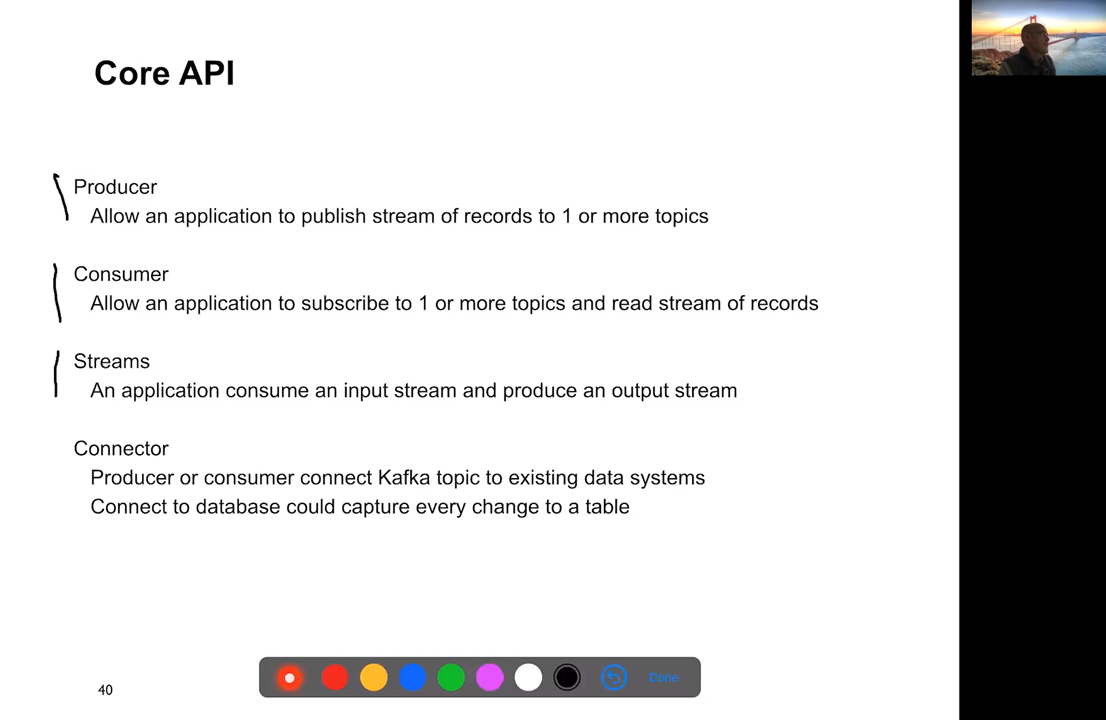 Core API
Producer
Allow an application to publish stream of records to 1 or more topics
Consumer
Allow an application to subscribe to 1 or more topics and read stream of records
Streams
An application consume an input stream and produce an output stream
Connector
Producer or consumer connect Kafka topic to existing data systems
Connect to database could capture every change to a table
Done
40